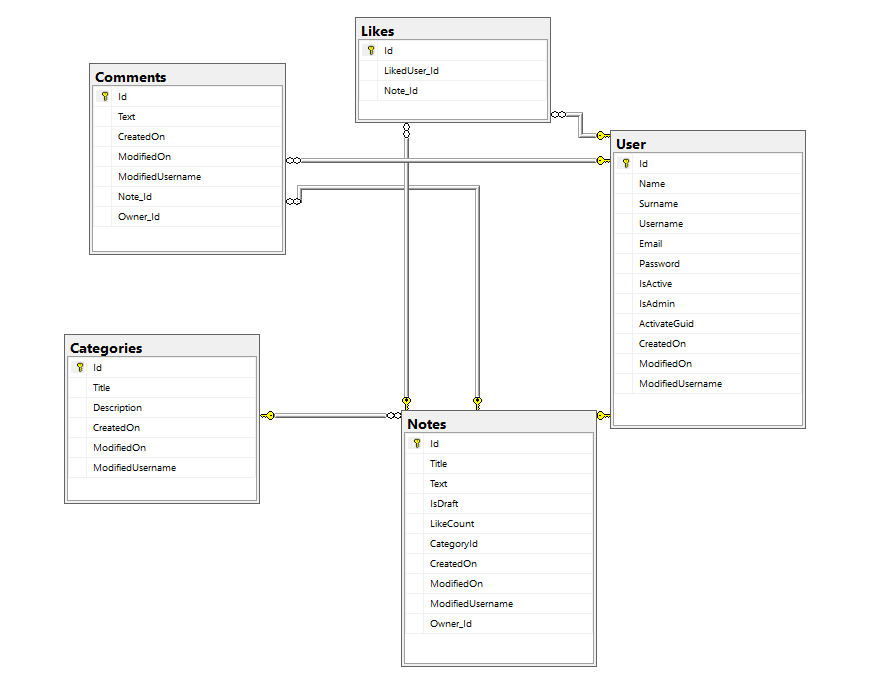 Likes
Id
LikedUser_Id
Note_Id
Comments
Id
Text
CreatedOn
ModifiedOn
ModifiedUsername
Note_Id
Owner_Id
User
Id
Name
Surname
Username
Email
Password
IsActive
IsAdmin
ActivateGuid
CreatedOn
ModifiedOn
ModifiedUsername
Categories
Id
Title
Description
CreatedOn
ModifiedOn
ModifiedUsername
Notes
Id
Title
Text
IsDraft
LikeCount
CategoryId
CreatedOn
ModifiedOn
ModifiedUsername
Owner_Id